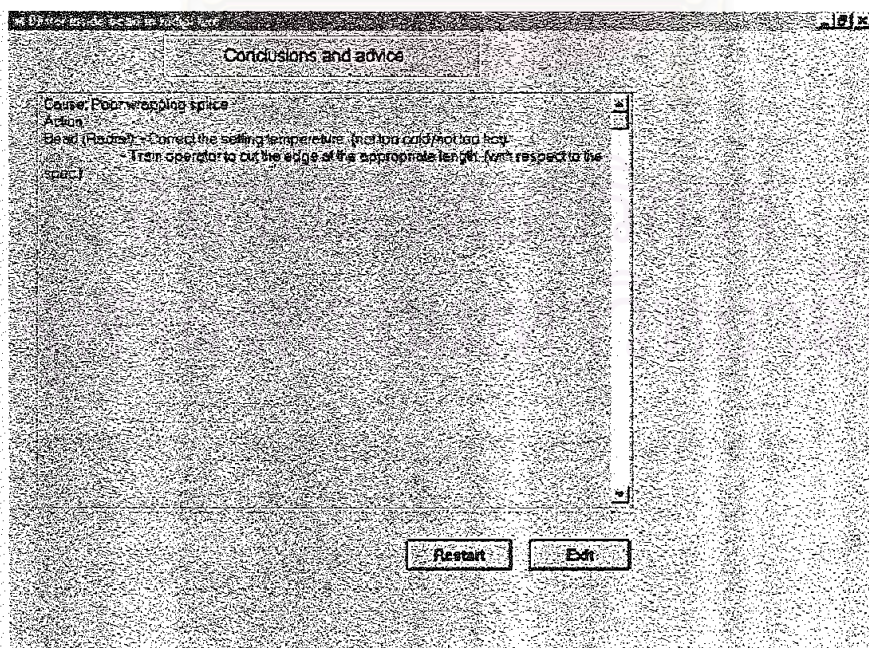 Conclusions and advice
Cause: Poor wrapping splice
Action:
Bead (Radial): - Correct the setting temperature. (not too cold/not too hot)
- Train operator to cut the edge at the appropriate length. (with respect to the
spec.)
Restart Exit